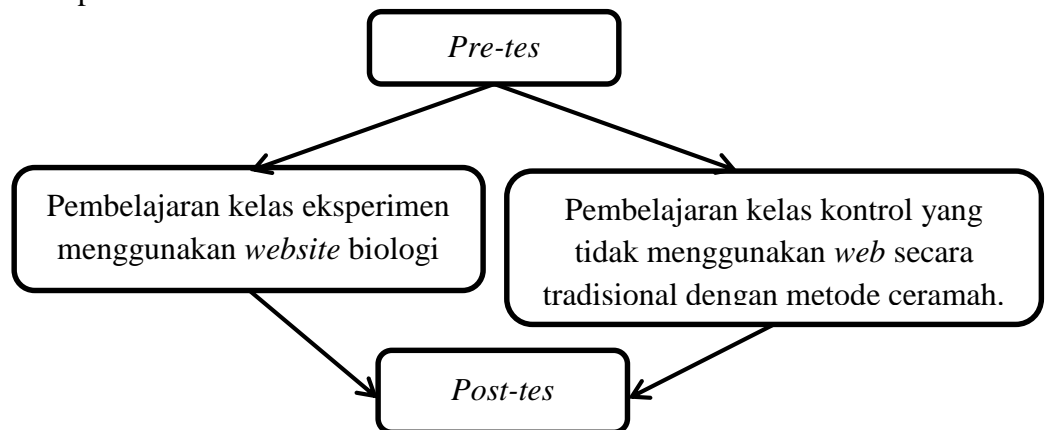 Pre-tes
Pembelajaran kelas eksperimen
menggunakan website biologi
Pembelajaran kelas kontrol yang
tidak menggunakan web secara
tradisional dengan metode ceramah.
Post-tes